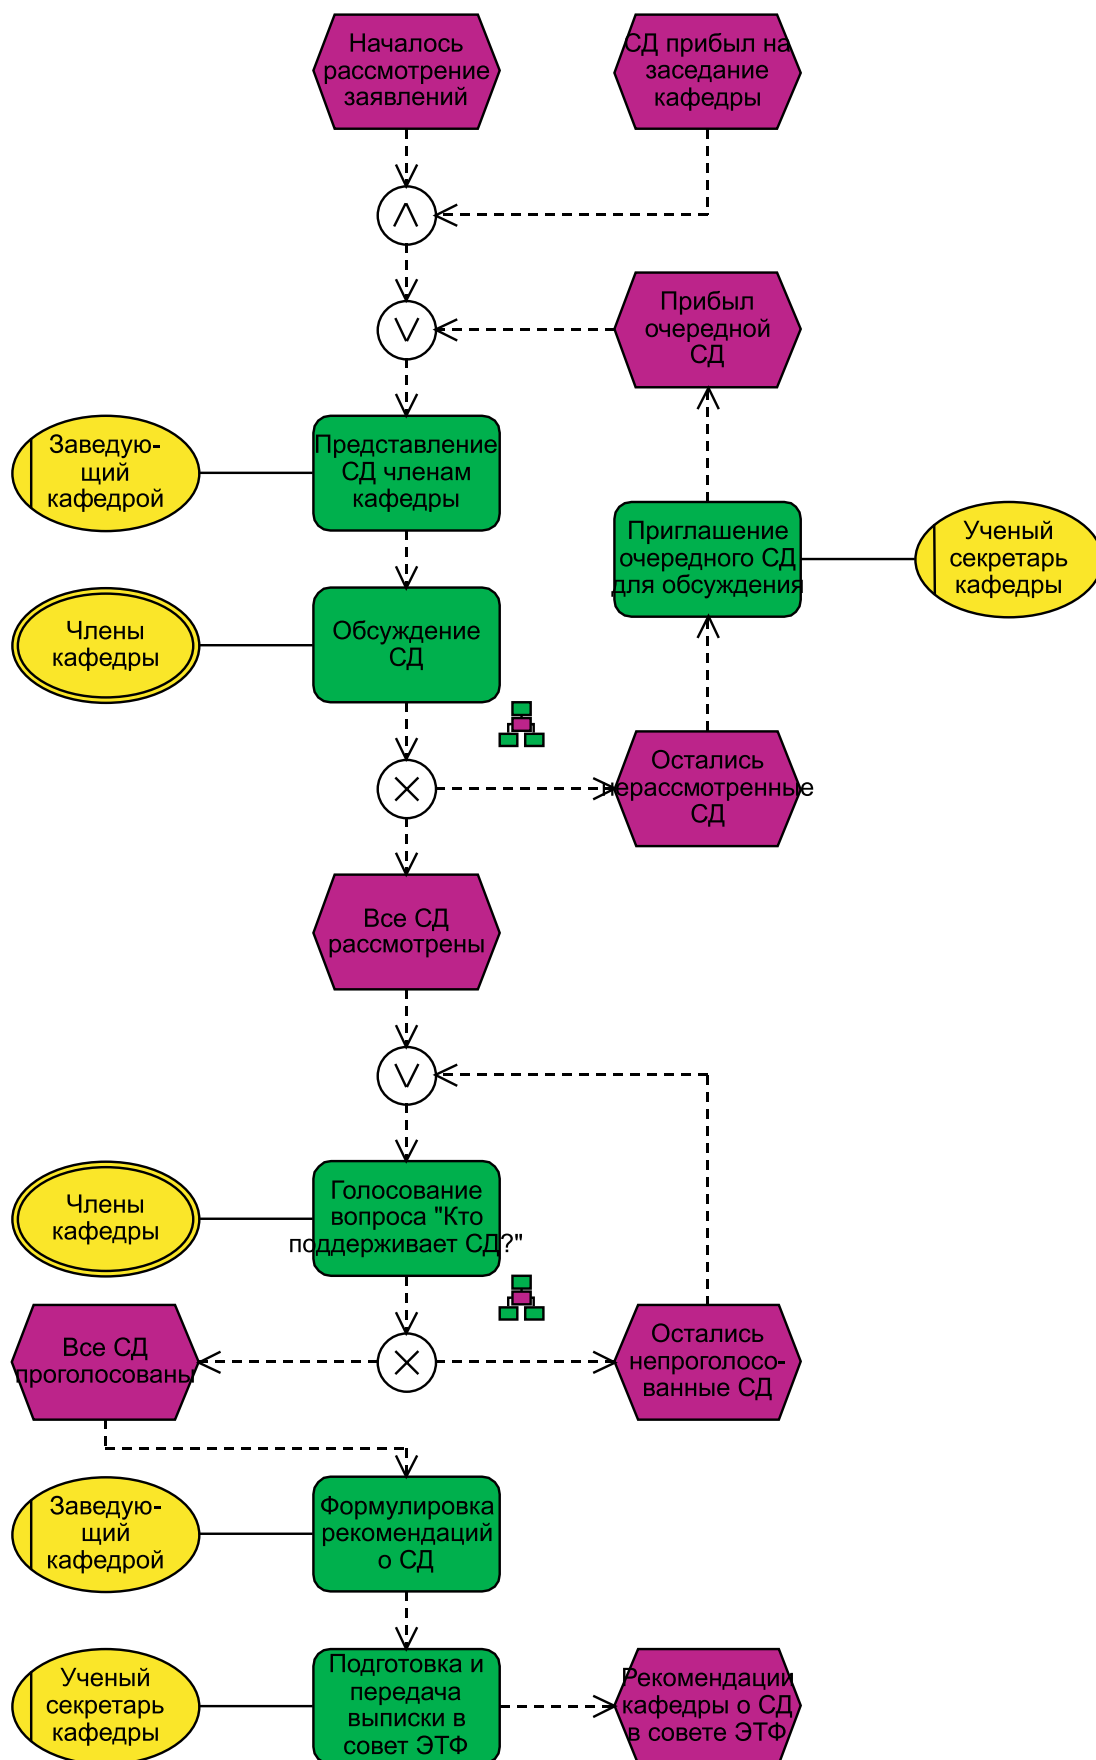 Началось
рассмотрение
заявлений
СД прибыл на
заседание
кафедры
Прибыл
очередной
СД
Заведую-
щий
кафедрой
Представление
СД членам
кафедры
Приглашение
очередного СД
для обсуждения
Ученый
секретарь
кафедры
Члены
кафедры
Обсуждение
СД
Остались
нерассмотренные
СД
Все СД
рассмотрены
Члены
кафедры
Голосование
вопроса "Кто
поддерживает СД?"
Все СД
проголосованы
Остались
непроголосо-
ванные СД
Заведую-
щий
кафедрой
Формулировка
рекомендаций
о СД
Ученый
секретарь
кафедры
Подготовка и
передача
выписки в
совет ЭТФ
Рекомендации
кафедры о СД
в совете ЭТФ